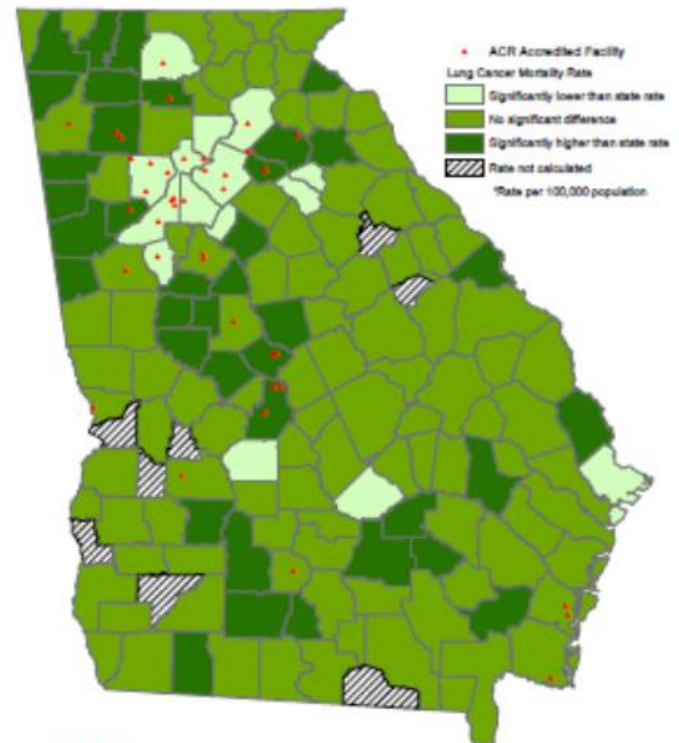 ACR Accredited Facility
Lung Cancer Mortality Rate
Significantly lower than state rate
No significant difference
Significantly higher than state rate
Rate not calculated
*Rate per 100,000 population